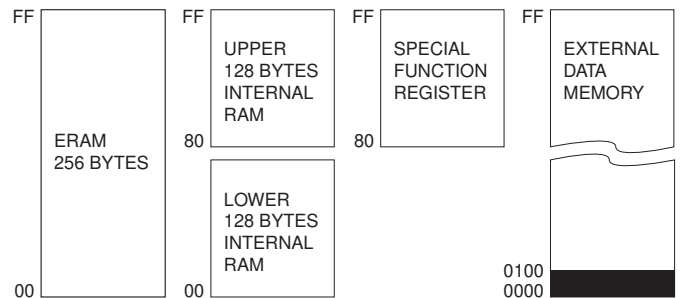 FF
ERAM
256 BYTES
00
FF
UPPER
128 BYTES
INTERNAL
RAM
80
LOWER
128 BYTES
INTERNAL
RAM
00
FF
SPECIAL
FUNCTION
REGISTER
80
FF
EXTERNAL
DATA
MEMORY
0100
0000